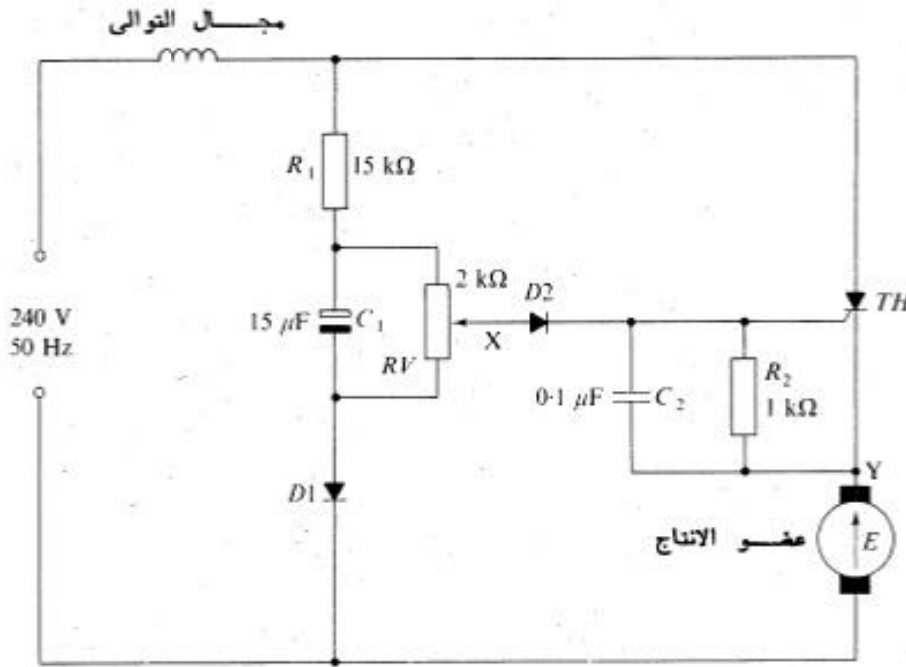 مجـــال التوالى
R1 15 kΩ
240 V
50 Hz
15 μF C1
2 kΩ
RV
X
D2
0·1 μF C2
R2
1 kΩ
TH
D1
Y
عضـــو الانتاج
E